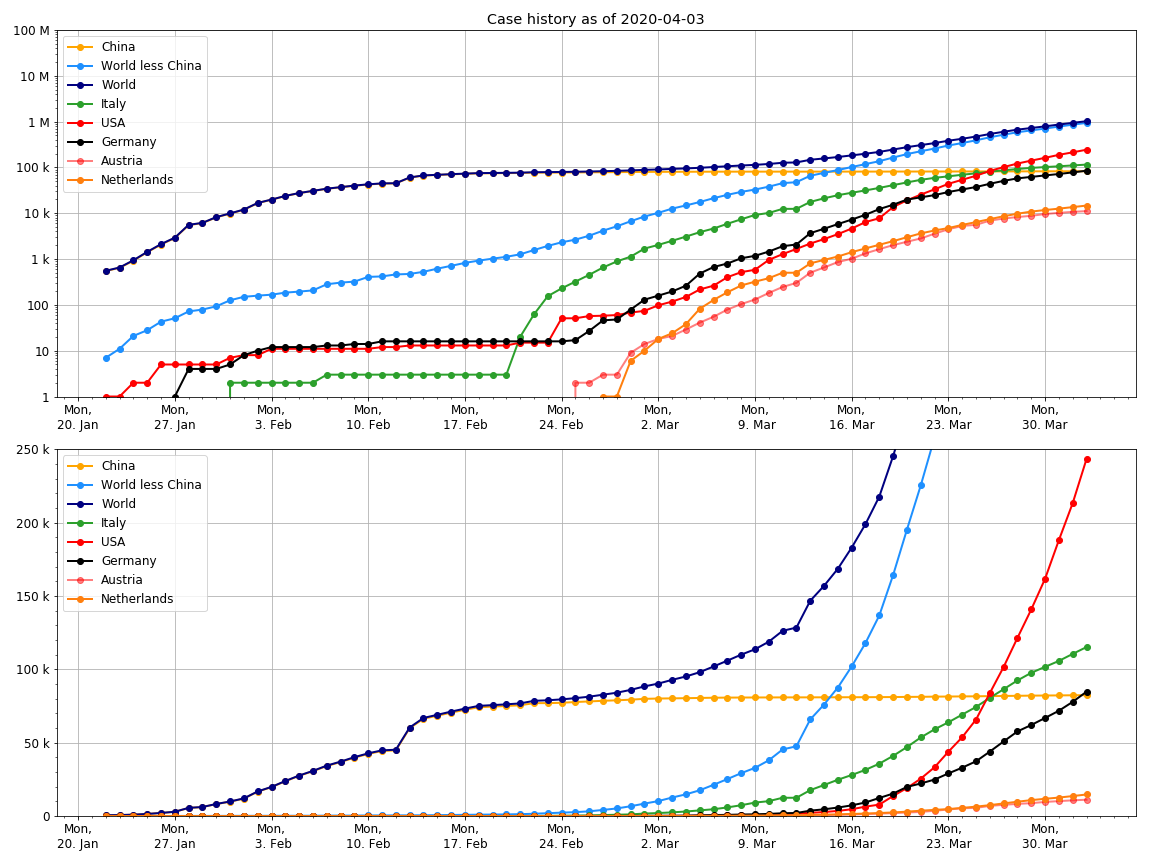 Case history as of 2020-04-03
100 M
10 M
1 M
100 k
10 k
1 k
100
10
1
China
World less China
World
Italy
USA
Germany
Austria
Netherlands
Mon, Mon, Mon, Mon, Mon, Mon, Mon, Mon, Mon, Mon, Mon,
20. Jan 27. Jan 3. Feb 10. Feb 17. Feb 24. Feb 2. Mar 9. Mar 16. Mar 23. Mar 30. Mar
250 k
200 k
150 k
100 k
50 k
0
China
World less China
World
Italy
USA
Germany
Austria
Netherlands
Mon, Mon, Mon, Mon, Mon, Mon, Mon, Mon, Mon, Mon, Mon,
20. Jan 27. Jan 3. Feb 10. Feb 17. Feb 24. Feb 2. Mar 9. Mar 16. Mar 23. Mar 30. Mar